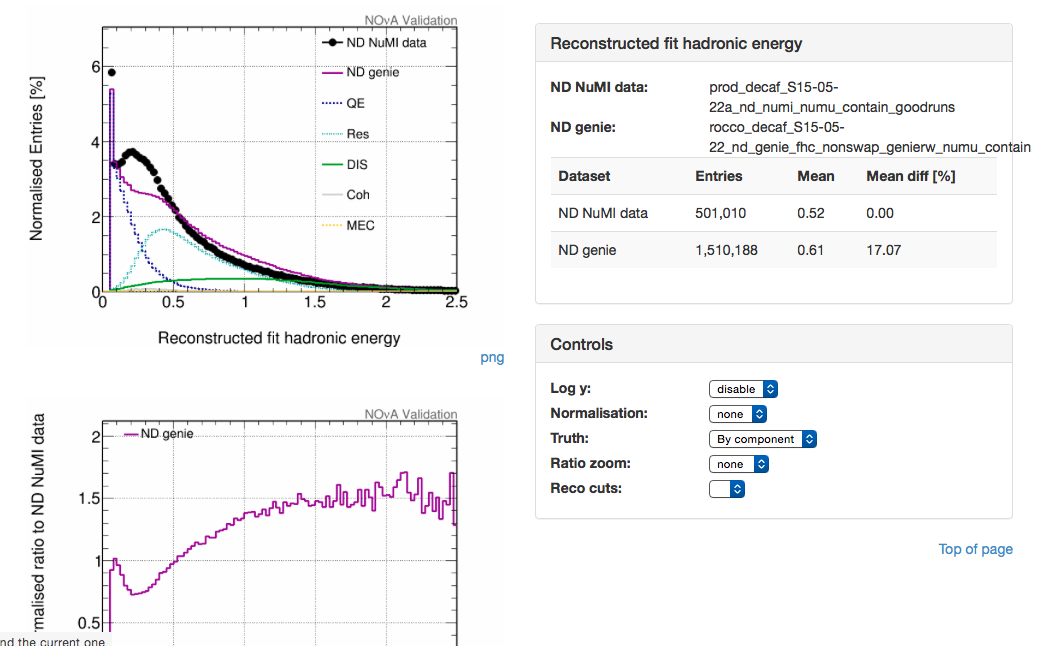 NOνA Validation
ND NuMI data
ND genie
QE
Res
DIS
Coh
MEC
Normalised Entries [%]
6
4
2
0
0 0.5 1 1.5 2 2.5
Reconstructed fit hadronic energy
png
NOνA Validation
ND genie
rmalised ratio to ND NuMI data
2
1.5
1
0.5
nd the current one
Reconstructed fit hadronic energy
ND NuMI data: prod_decaf_S15-05-
22a_nd_numi_numu_contain_goodruns
ND genie: rocco_decaf_S15-05-
22_nd_genie_fhc_nonswap_genierw_numu_contain
Dataset Entries Mean Mean diff [%]
ND NuMI data 501,010 0.52 0.00
ND genie 1,510,188 0.61 17.07
Controls
Log y: disable
Normalisation: none
Truth: By component
Ratio zoom: none
Reco cuts:
Top of page